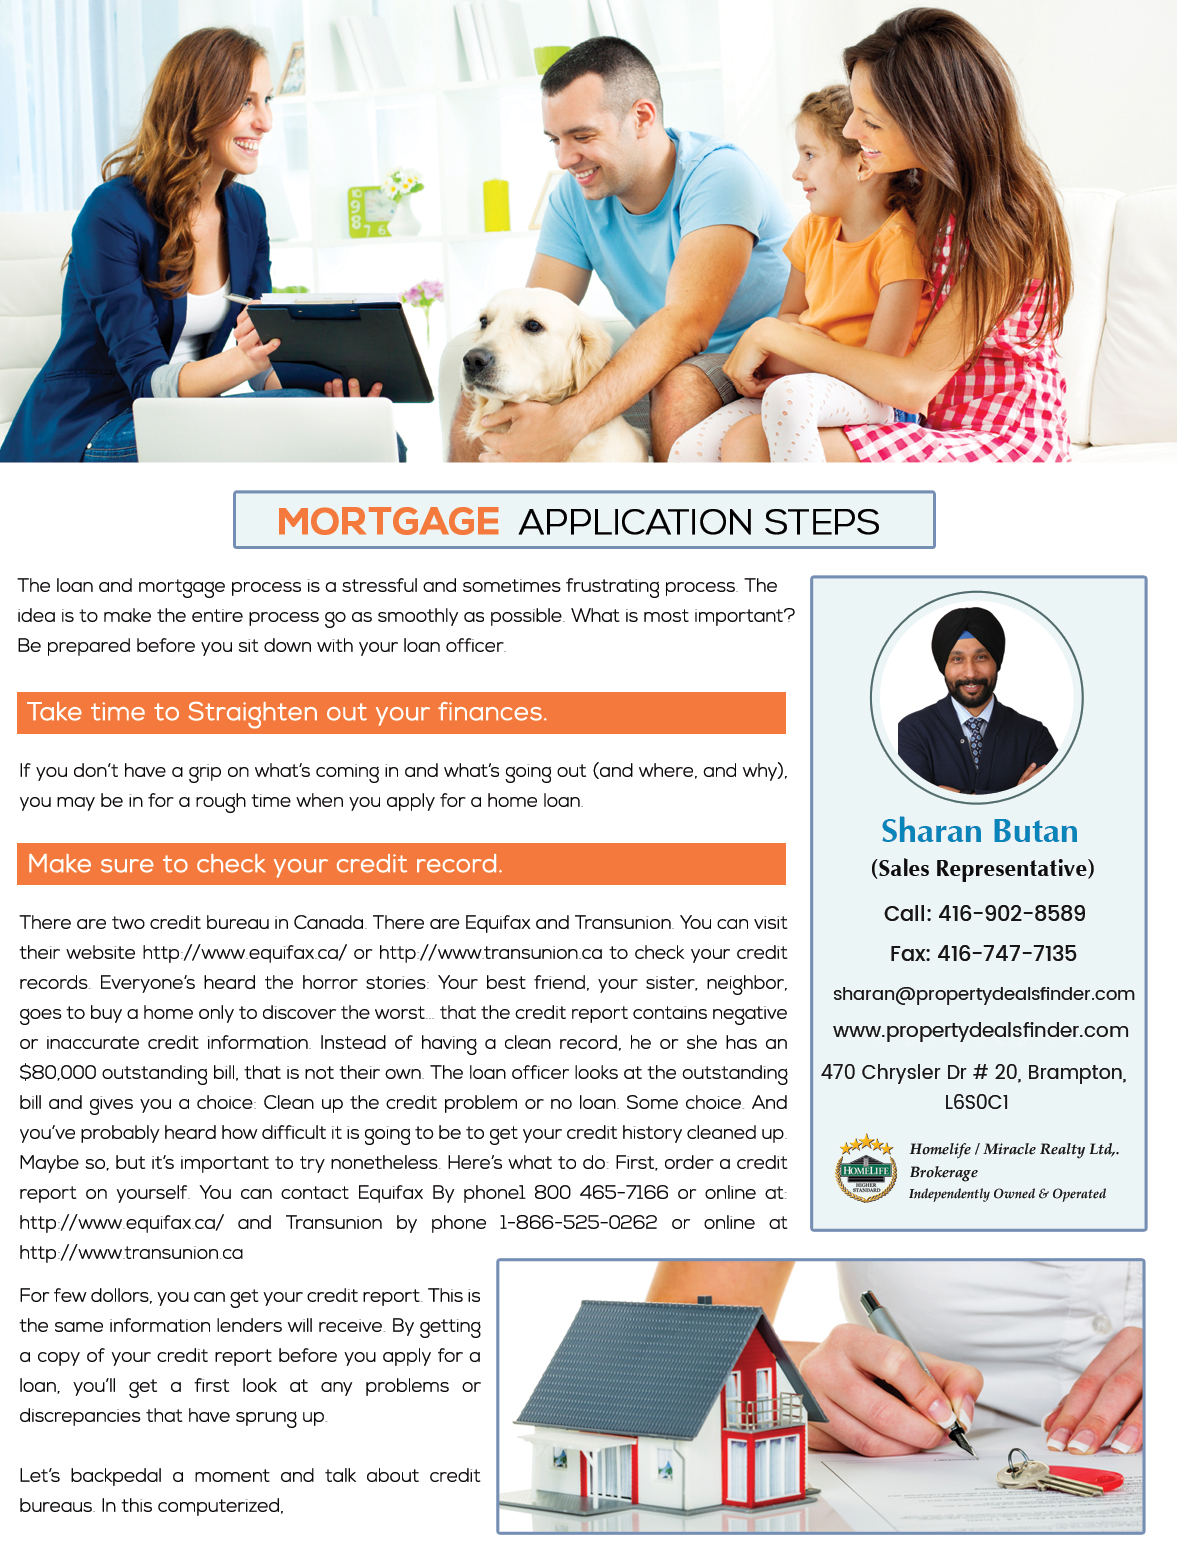 MORTGAGE APPLICATION STEPS
The loan and mortgage process is a stressful and sometimes frustrating process. The
idea is to make the entire process go as smoothly as possible. What is most important?
Be prepared before you sit down with your loan officer.
Take time to Straighten out your finances.
If you don't have a grip on what's coming in and what's going out (and where, and why),
you may be in for a rough time when you apply for a home loan.
Make sure to check your credit record.
There are two credit bureau in Canada. There are Equifax and Transunion. You can visit
their website http://www.equifax.ca/ or http://www.transunion.ca to check your credit
records. Everyone's heard the horror stories: Your best friend, your sister, neighbor,
goes to buy a home only to discover the worst... that the credit report contains negative
or inaccurate credit information. Instead of having a clean record, he or she has an
$80,000 outstanding bill, that is not their own. The loan officer looks at the outstanding
bill and gives you a choice: Clean up the credit problem or no loan. Some choice. And
you've probably heard how difficult it is going to be to get your credit history cleaned up.
Maybe so, but it's important to try nonetheless. Here's what to do: First, order a credit
report on yourself. You can contact Equifax By phone1 800 465-7166 or online at:
http://www.equifax.ca/ and Transunion by phone 1-866-525-0262 or online at
http://www.transunion.ca
For few dollors, you can get your credit report. This is
the same information lenders will receive. By getting
a copy of your credit report before you apply for a
loan, you'll get a first look at any problems or
discrepancies that have sprung up.
Let's backpedal a moment and talk about credit
bureaus. In this computerized,
Sharan Butan
(Sales Representative)
Call: 416-902-8589
Fax: 416-747-7135
sharan@propertydealsfinder.com
www.propertydealsfinder.com
470 Chrysler Dr # 20, Brampton,
L6S0C1
HOMELIFE
HIGHER
STANDARD
Homelife / Miracle Realty Ltd,.
Brokerage
Independently Owned & Operated
10
9
8
7 6